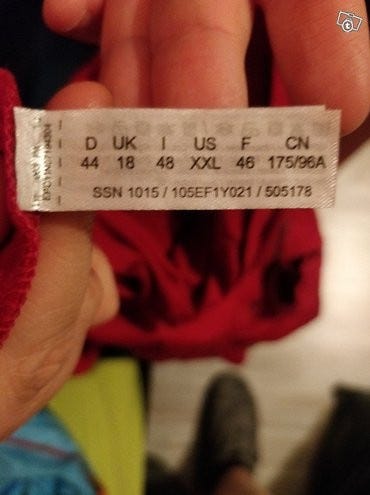 D UK I US F CN
44 18 48 XXL 46 175/96A
SSN 1015 / 105EF1Y021 / 505178